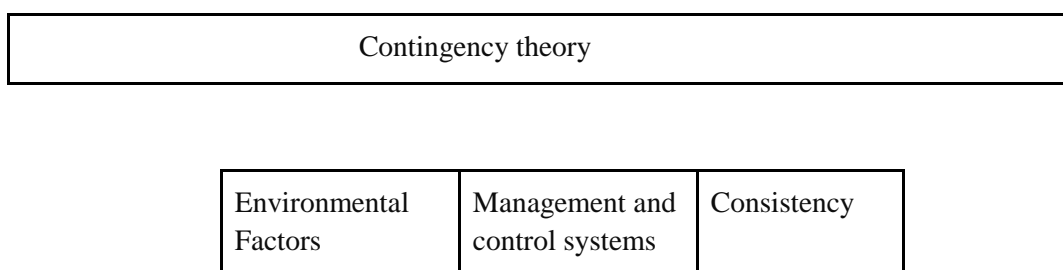 Contingency theory
Environmental
Factors
Management and
control systems
Consistency